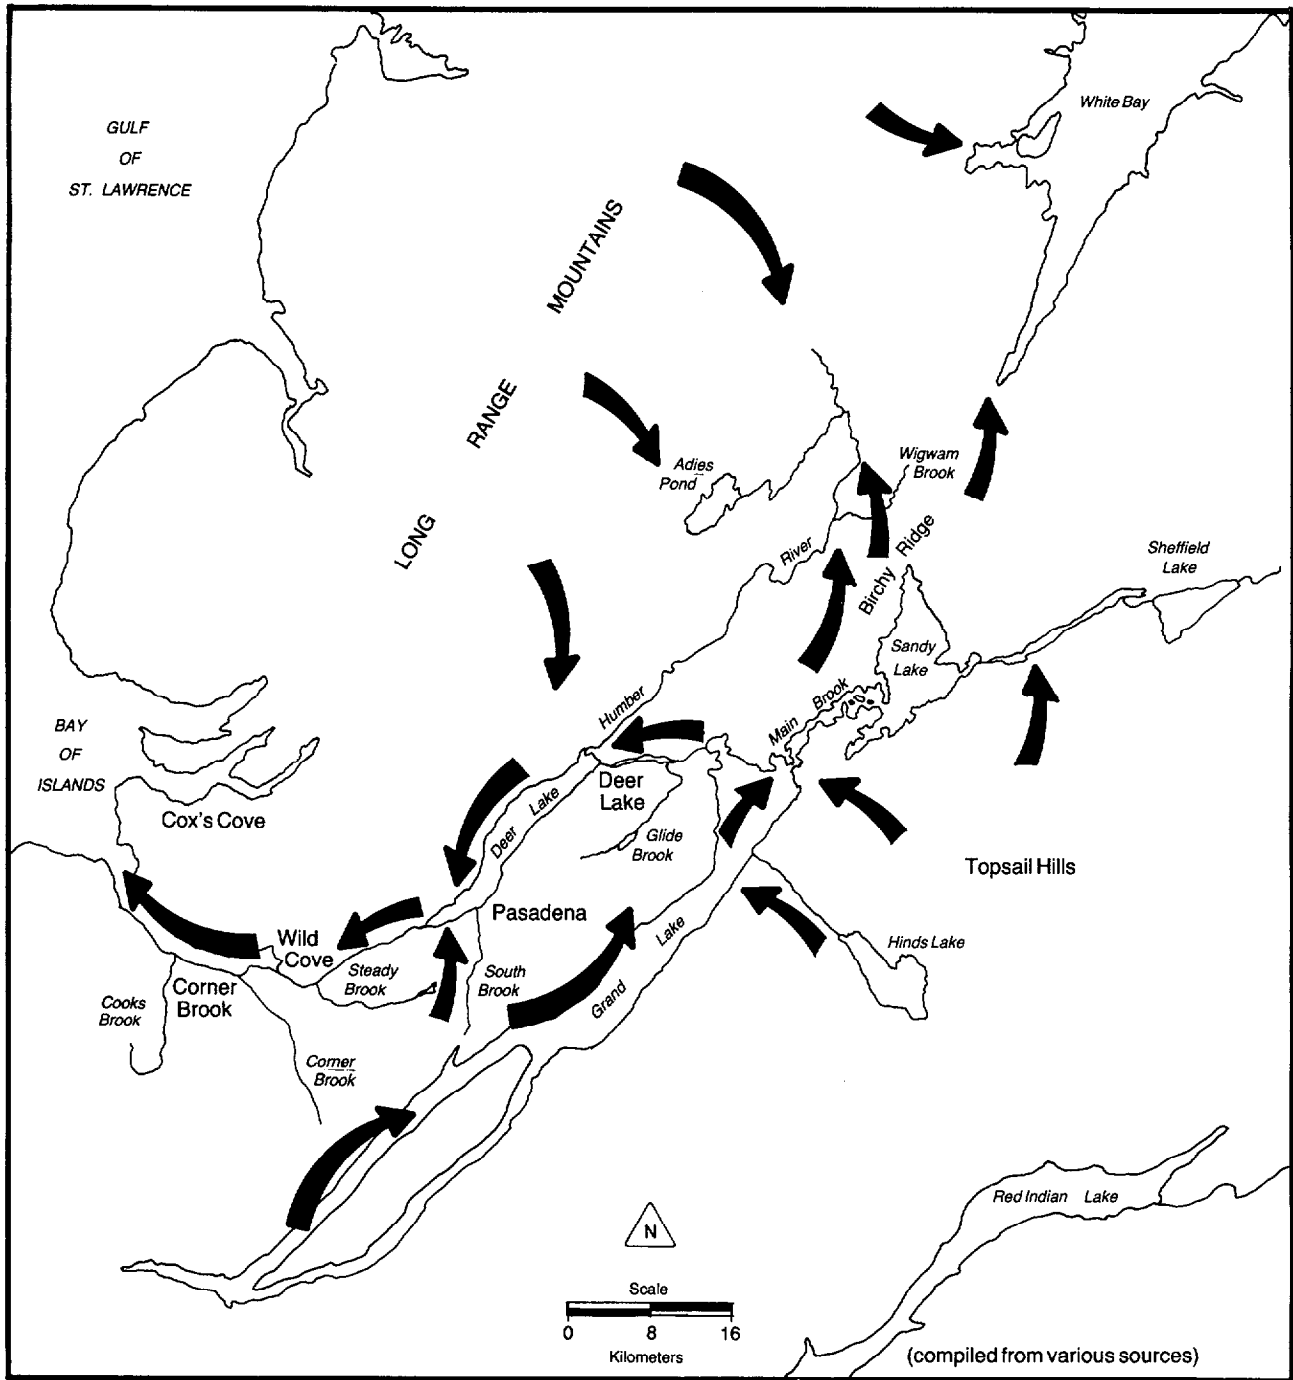 White Bay
GULF
OF
ST. LAWRENCE
MOUNTAINS
RANGE
LONG
Adies
Pond
Wigwam
Brook
River
Birchy Ridge
Sheffield
Lake
Sandy
Lake
Humber
Main Brook
BAY
OF
ISLANDS
Cox's Cove
Deer
Lake
Deer Lake
Glide
Brook
Topsail Hills
Pasadena
Wild
Cove
Grand Lake
Hinds Lake
Steady
Brook
South
Brook
Corner
Brook
Cooks
Brook
Corner
Brook
Red Indian Lake
N
Scale
0 8 16
Kilometers
(compiled from various sources)